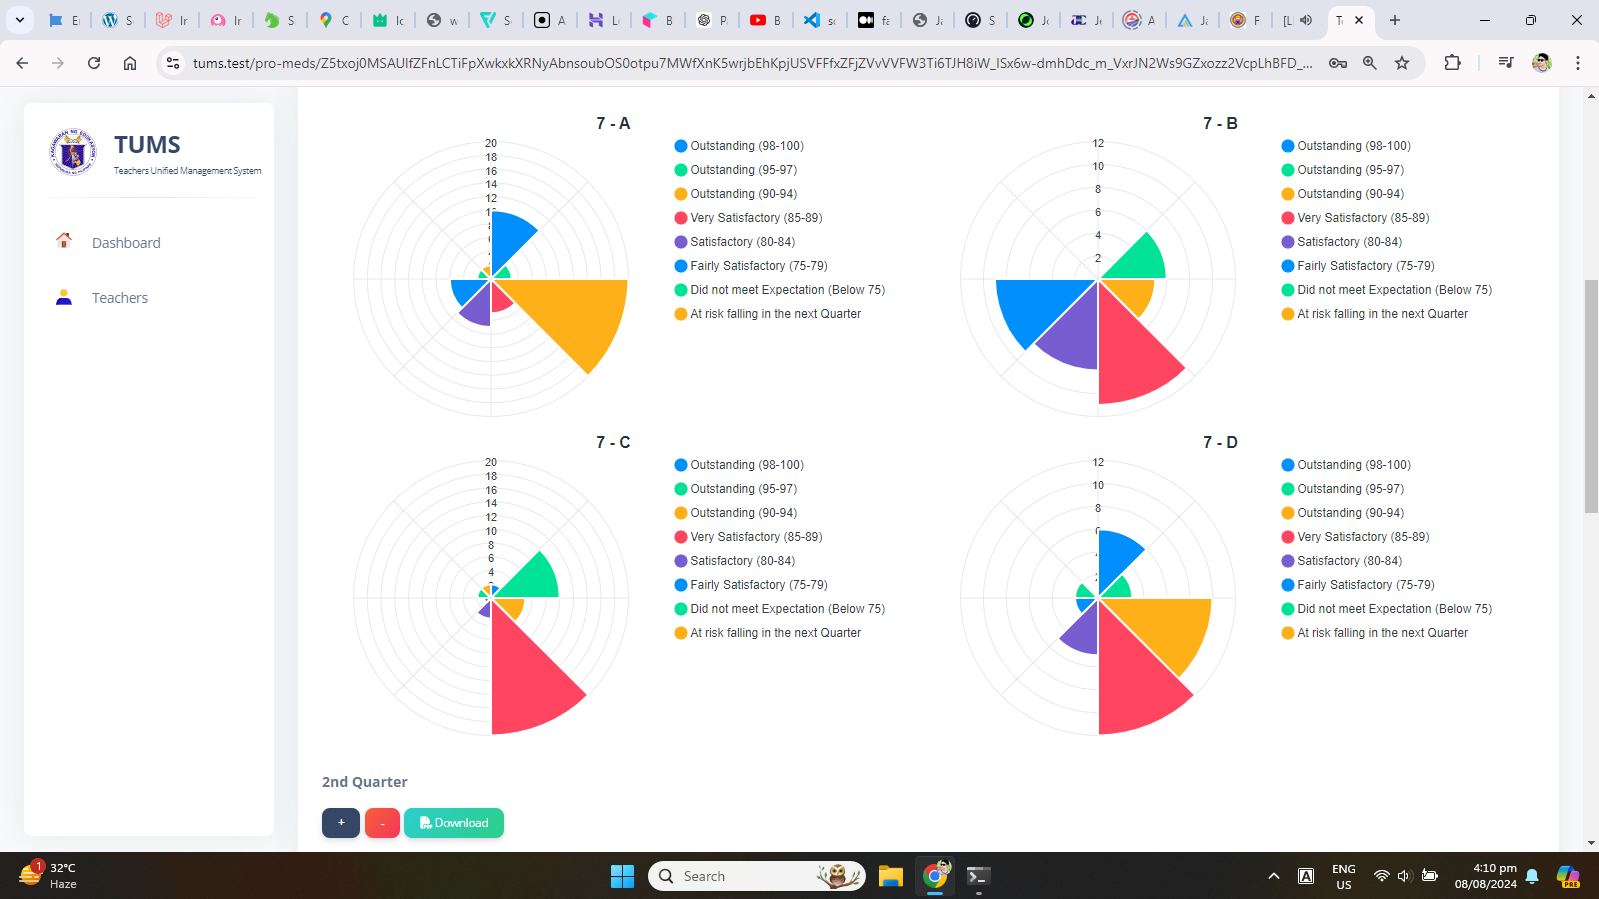 tums.test/pro-meds/
TUMS
Teachers Unified Management System
Dashboard
Teachers
7 - A
20
18
16
14
12
Outstanding (98-100)
Outstanding (95-97)
Outstanding (90-94)
Very Satisfactory (85-89)
Satisfactory (80-84)
Fairly Satisfactory (75-79)
Did not meet Expectation (Below 75)
At risk falling in the next Quarter
7 - B
12
10
8
6
4
2
Outstanding (98-100)
Outstanding (95-97)
Outstanding (90-94)
Very Satisfactory (85-89)
Satisfactory (80-84)
Fairly Satisfactory (75-79)
Did not meet Expectation (Below 75)
At risk falling in the next Quarter
7 - C
20
18
16
14
12
10
8
6
4
Outstanding (98-100)
Outstanding (95-97)
Outstanding (90-94)
Very Satisfactory (85-89)
Satisfactory (80-84)
Fairly Satisfactory (75-79)
Did not meet Expectation (Below 75)
At risk falling in the next Quarter
7 - D
12
10
8
Outstanding (98-100)
Outstanding (95-97)
Outstanding (90-94)
Very Satisfactory (85-89)
Satisfactory (80-84)
Fairly Satisfactory (75-79)
Did not meet Expectation (Below 75)
At risk falling in the next Quarter
2nd Quarter
+
-
Download
1
32°C
Haze
Search
A
ENG
US
4:10 pm
08/08/2024
PRE